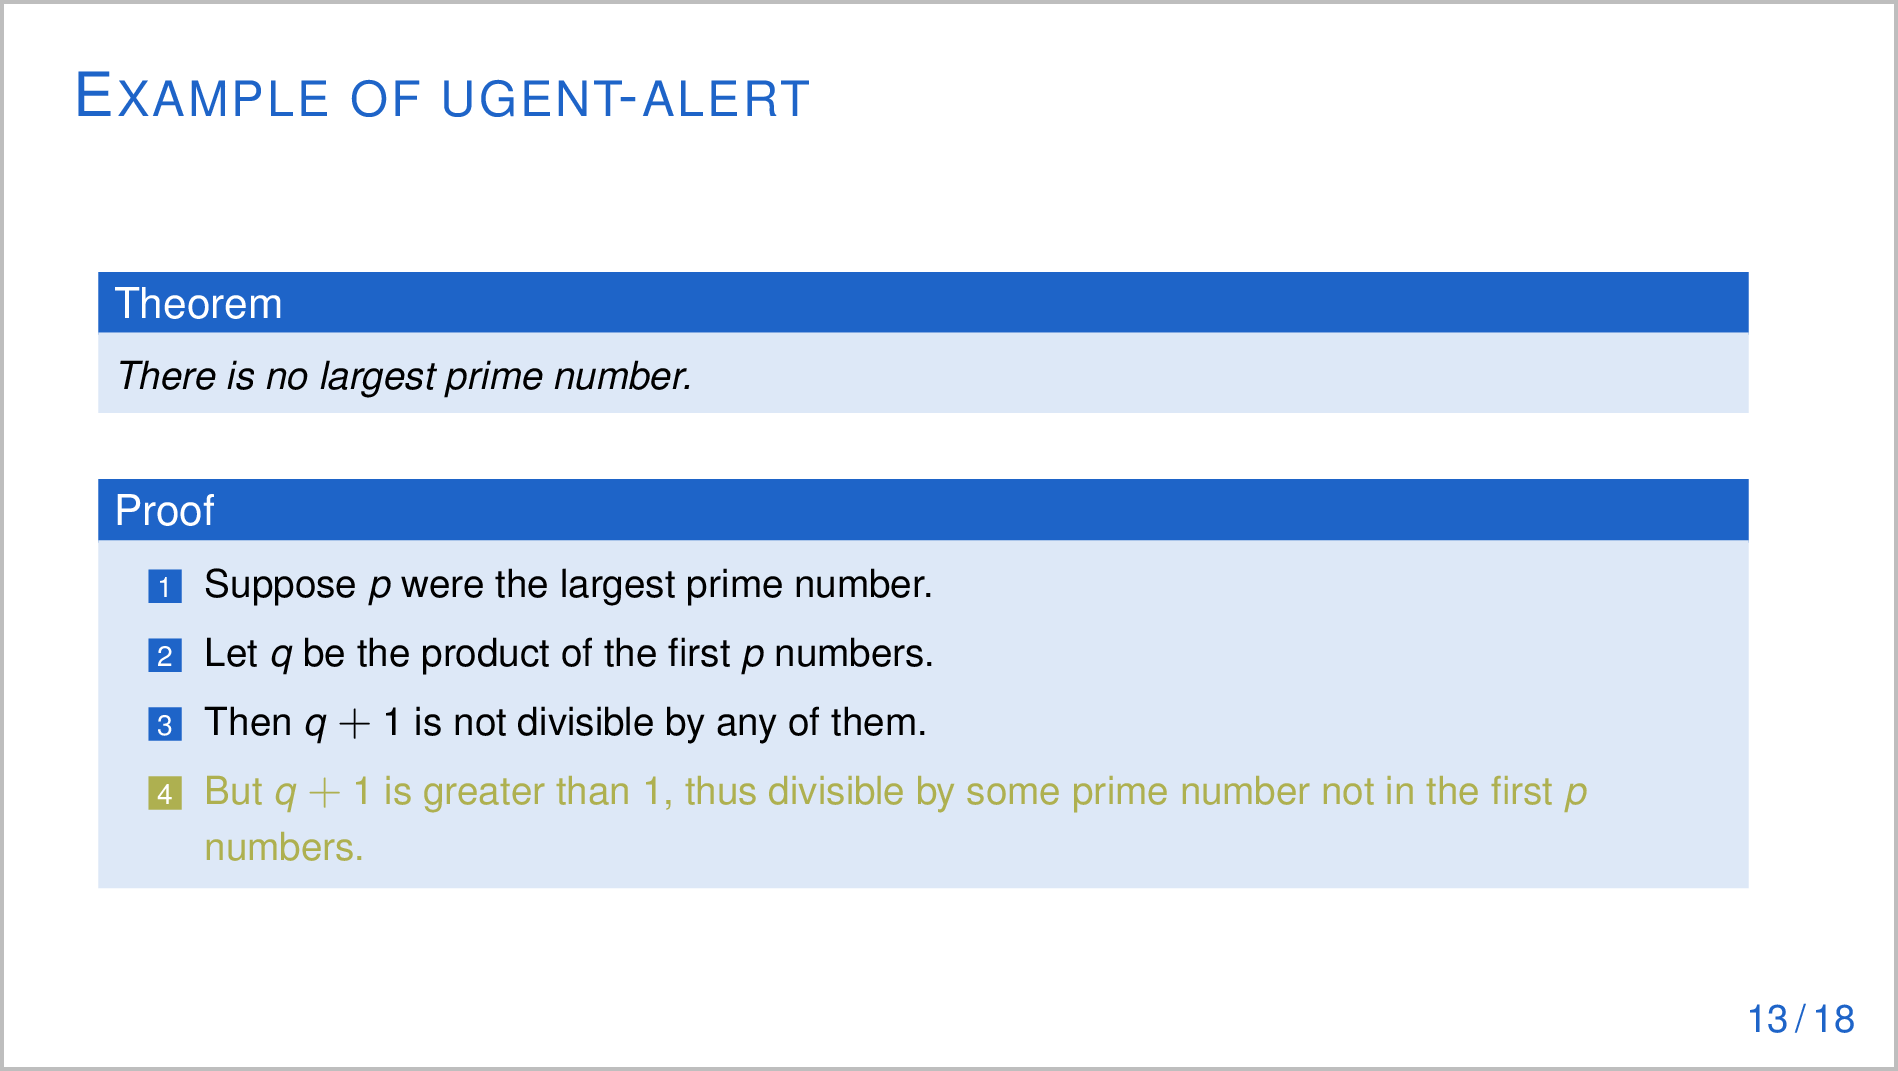 EXAMPLE OF UGENT-ALERT
Theorem
There is no largest prime number.
Proof
1 Suppose p were the largest prime number.
2 Let q be the product of the first p numbers.
3 Then q + 1 is not divisible by any of them.
4 But q + 1 is greater than 1, thus divisible by some prime number not in the first p
numbers.
13 / 18